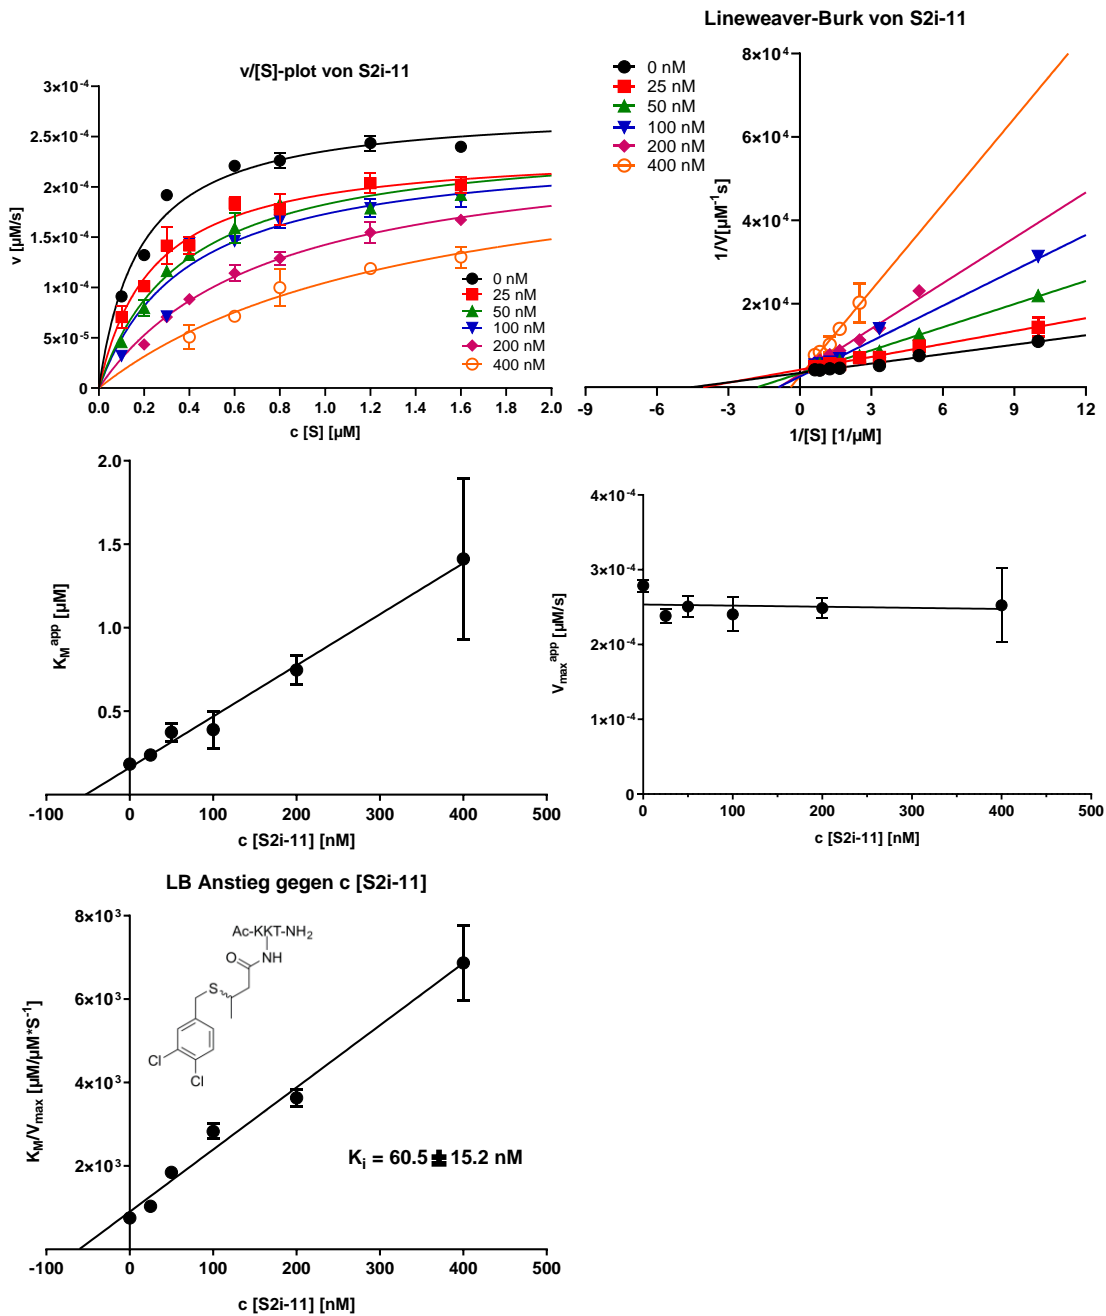 v/[S]-plot von S2i-11
3×10⁻⁴
2.5×10⁻⁴
2×10⁻⁴
1.5×10⁻⁴
1×10⁻⁴
5×10⁻⁵
0
v [µM/s]
0.0 0.2 0.4 0.6 0.8 1.0 1.2 1.4 1.6 1.8 2.0
c [S] [µM]
0 nM
25 nM
50 nM
100 nM
200 nM
400 nM
Lineweaver-Burk von S2i-11
0 nM
25 nM
50 nM
100 nM
200 nM
400 nM
8×10⁴
6×10⁴
4×10⁴
2×10⁴
1/V[µM⁻¹s]
-9 -6 -3 0 3 6 9 12
1/[S] [1/µM]
2.0
1.5
1.0
0.5
K_M^app [µM]
-100 0 100 200 300 400 500
c [S2i-11] [nM]
4×10⁻⁴
3×10⁻⁴
2×10⁻⁴
1×10⁻⁴
0
V_max^app [µM/s]
0 100 200 300 400 500
c [S2i-11] [nM]
LB Anstieg gegen c [S2i-11]
8×10³
6×10³
4×10³
2×10³
K_M/V_max [µM/µM*S⁻¹]
Ac-KKT-NH₂
O
NH
S
Cl
Cl
K_i = 60.5 ± 15.2 nM
-100 0 100 200 300 400 500
c [S2i-11] [nM]